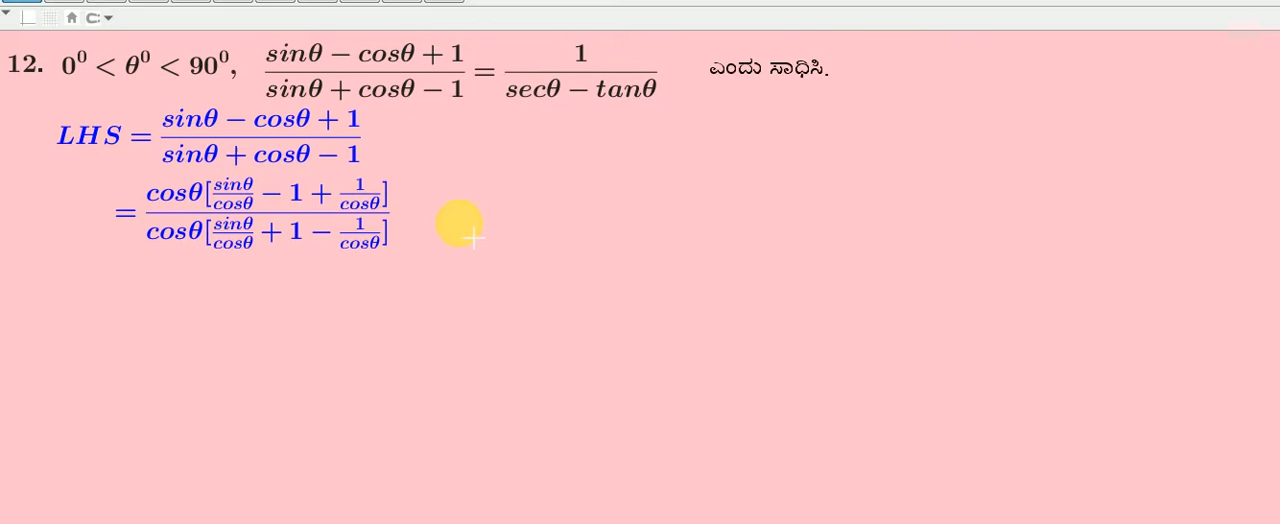 12. 0⁰ < θ⁰ < 90⁰, (sinθ − cosθ + 1)/(sinθ + cosθ − 1) = 1/(secθ − tanθ) ಎಂದು ಸಾಧಿಸಿ.
LHS = (sinθ − cosθ + 1)/(sinθ + cosθ − 1)
= cosθ[sinθ/cosθ − 1 + 1/cosθ]/cosθ[sinθ/cosθ + 1 − 1/cosθ]